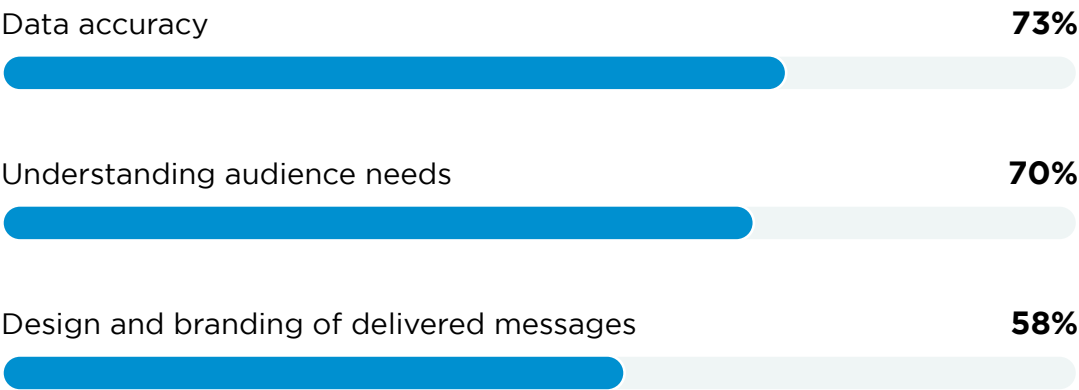 Data accuracy 73%
Understanding audience needs 70%
Design and branding of delivered messages 58%